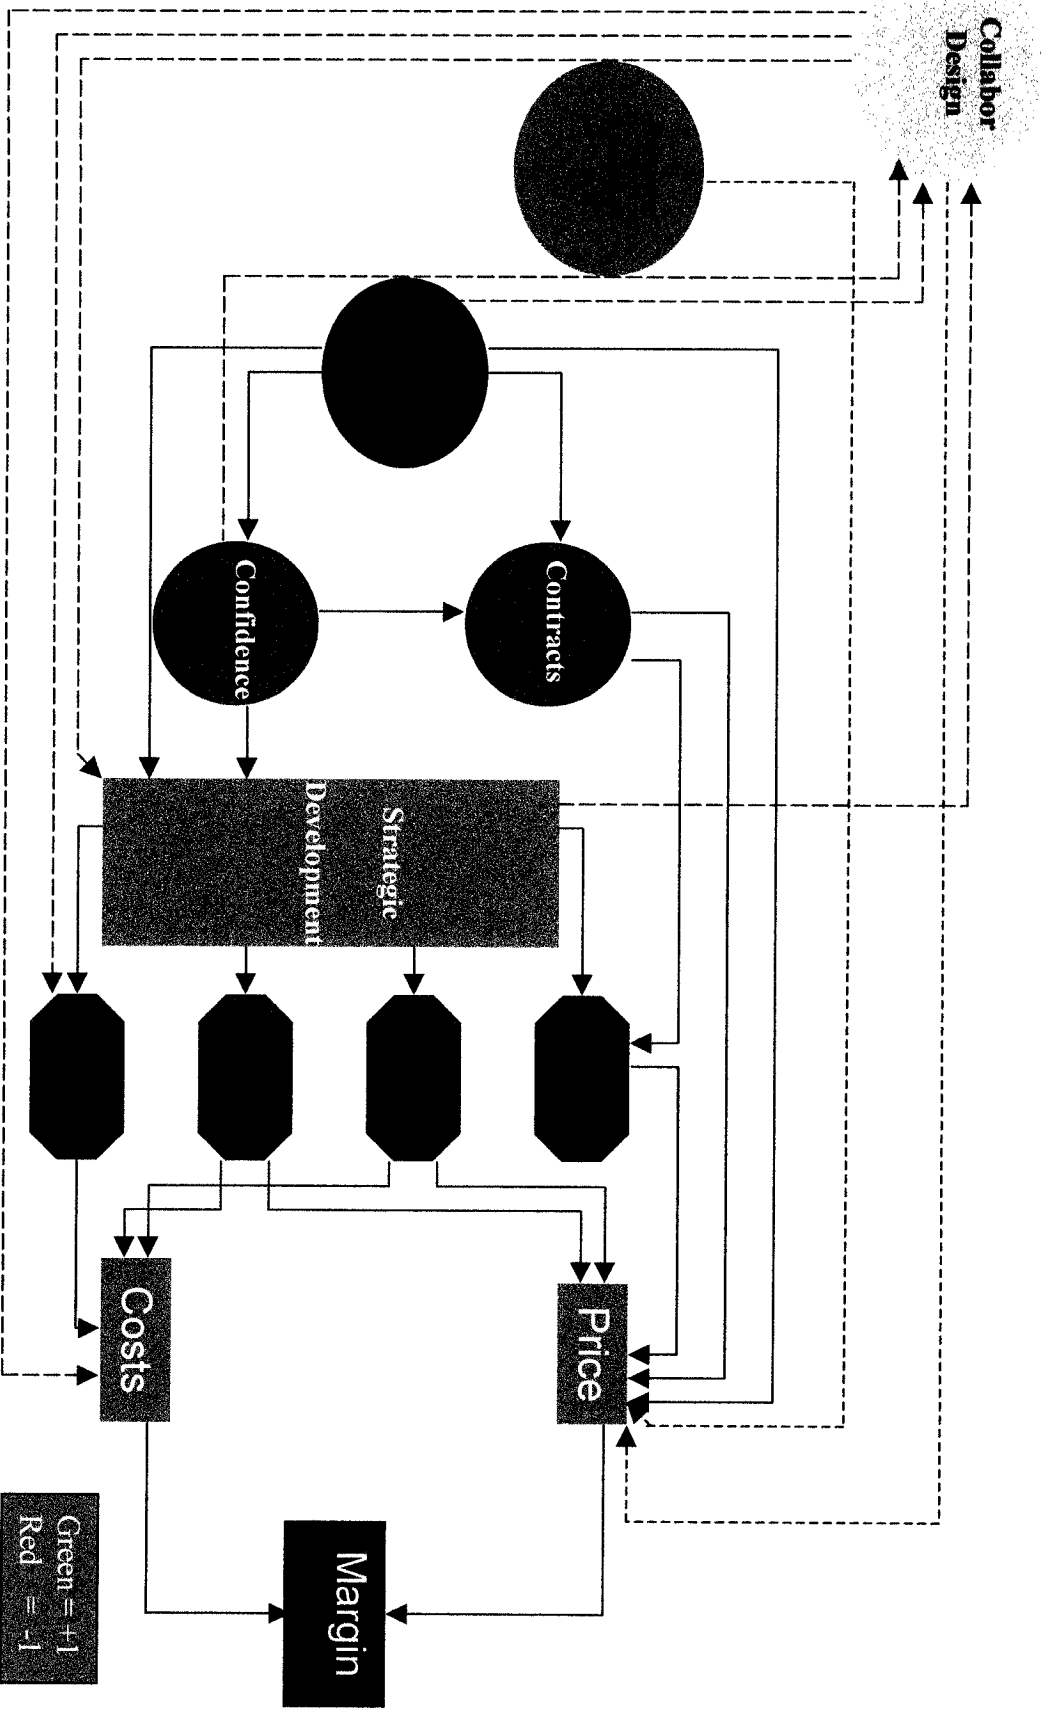 Collabor
Design
Contracts
Confidence
Strategic
Development
Price
Costs
Margin
Green = +1
Red = -1